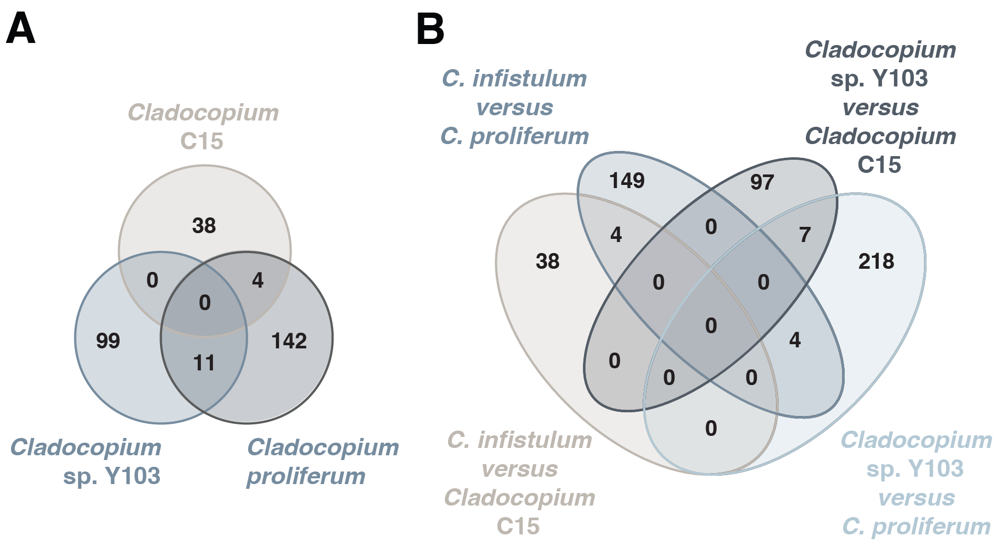 A
Cladocopium
C15
38
0
4
0
99
142
11
Cladocopium
sp. Y103
Cladocopium
proliferum
B
C. infistulum
versus
C. proliferum
Cladocopium
sp. Y103
versus
Cladocopium
C15
149
97
0
4
7
38
218
0
0
0
4
0
0
0
0
C. infistulum
versus
Cladocopium
C15
Cladocopium
sp. Y103
versus
C. proliferum